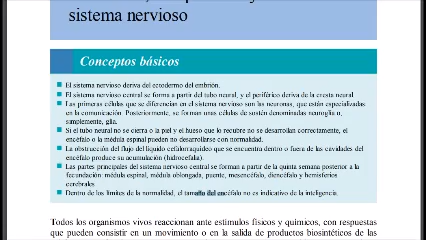 sistema nervioso
Conceptos básicos
El sistema nervioso deriva del ectodermo del embrión.
El sistema nervioso central se forma a partir del tubo neural, y el periférico deriva de la cresta neural
Las primeras células que se diferencian en el sistema nervioso son las neuronas, que están especializadas
en la comunicación. Posteriormente, se forman unas células de sostén denominadas neuroglia o,
simplemente, glia.
Si el tubo neural no se cierra o la piel y el hueso que lo recubre no se desarrollan correctamente, el
encéfalo o la médula espinal pueden no desarrollarse con normalidad.
La obstrucción del flujo del líquido cefalorraquídeo que se encuentra dentro o fuera de las cavidades del
encéfalo produce su acumulación (hidrocefalia).
Las partes principales del sistema nervioso central se forman a partir de la quinta semana posterior a la
fecundación: médula espinal, médula oblongada, puente, mesencéfalo, diencéfalo y hemisferios
cerebrales
Dentro de los límites de la normalidad, el tamaño del encéfalo no es indicativo de la inteligencia.
Todos los organismos vivos reaccionan ante estímulos físicos y químicos, con respuestas
que pueden consistir en un movimiento o en la salida de productos biosintéticos de las